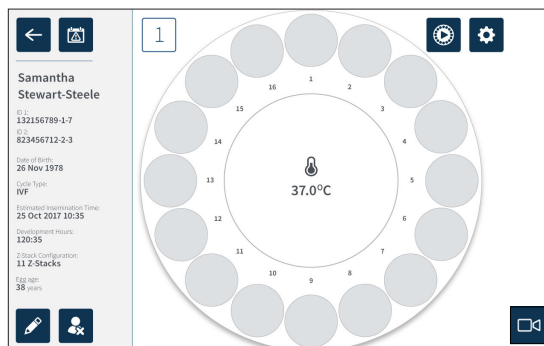 1
Samantha
Stewart-Steele
ID 1:
132156789-1-7
ID 2:
823456712-2-3
Date of Birth:
26 Nov 1978
Cycle Type:
IVF
Estimated Insemination Time:
25 Oct 2017 10:35
Development Hours:
120:35
Z-Stack Configuration:
11 Z-Stacks
Egg age:
38 years
1
2
3
4
5
6
7
8
9
10
11
12
13
14
15
16
37.0°C